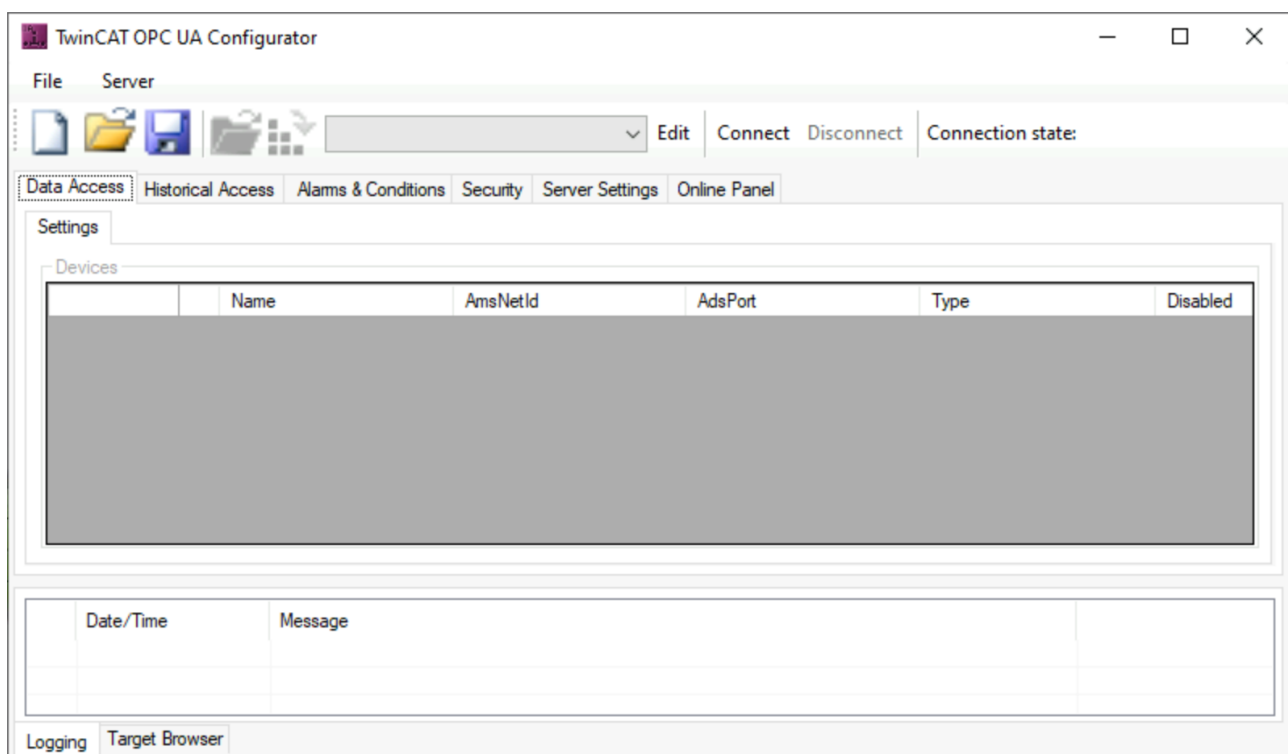 TwinCAT OPC UA Configurator
File Server
Edit Connect Disconnect Connection state:
Data Access Historical Access Alarms & Conditions Security Server Settings Online Panel
Settings
Devices
Name AmsNetId AdsPort Type Disabled
Date/Time Message
Logging Target Browser